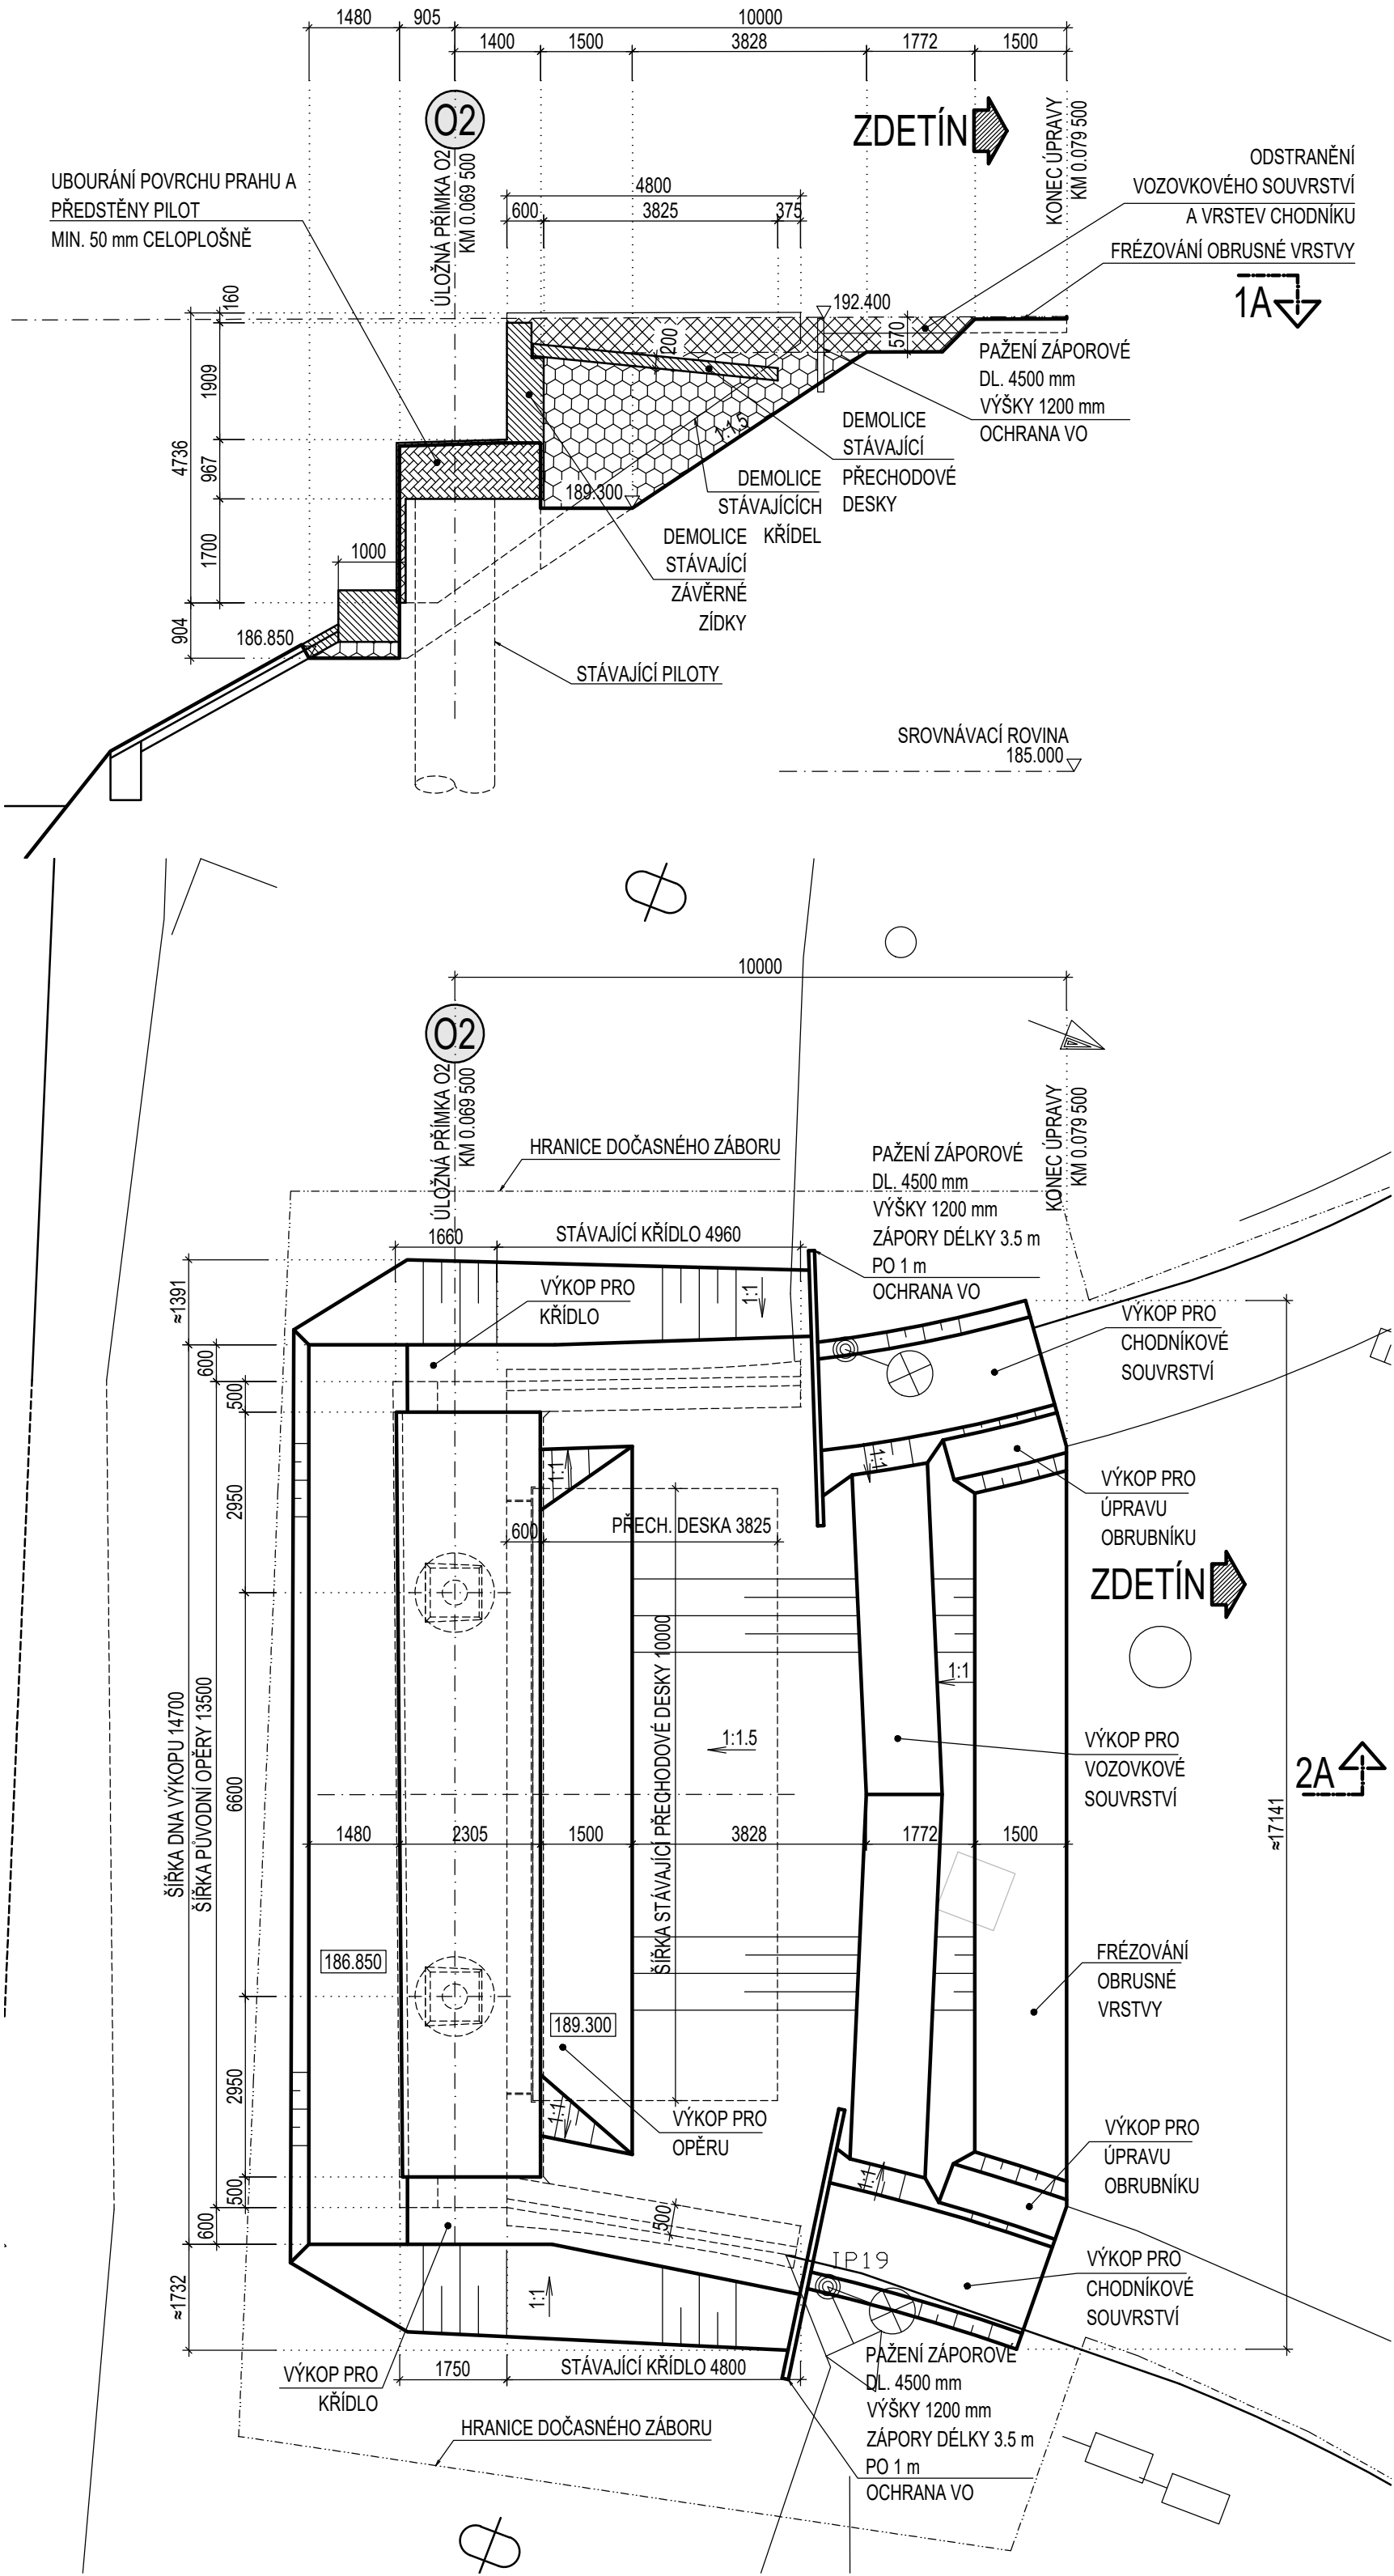 1480
905
10000
1400
1500
3828
1772
1500
O2
ÚLOŽNÁ PŘÍMKA O2
KM 0.069 500
ZDETÍN
KONEC ÚPRAVY
KM 0.079 500
ODSTRANĚNÍ
VOZOVKOVÉHO SOUVRSTVÍ
A VRSTEV CHODNÍKU
FRÉZOVÁNÍ OBRUSNÉ VRSTVY
1A
UBOURÁNÍ POVRCHU PRAHU A
PŘEDSTĚNY PILOT
MIN. 50 mm CELOPLOŠNĚ
4800
600
3825
375
160
1909
4736
967
1700
904
1000
192.400
200
570
1:1.5
189.300
186.850
PAŽENÍ ZÁPOROVÉ
DL. 4500 mm
VÝŠKY 1200 mm
OCHRANA VO
DEMOLICE
STÁVAJÍCÍ
PŘECHODOVÉ
DESKY
DEMOLICE
STÁVAJÍCÍCH
KŘÍDEL
DEMOLICE
STÁVAJÍCÍ
ZÁVĚRNÉ
ZÍDKY
STÁVAJÍCÍ PILOTY
SROVNÁVACÍ ROVINA
185.000
10000
O2
ÚLOŽNÁ PŘÍMKA O2
KM 0.069 500
KONEC ÚPRAVY
KM 0.079 500
HRANICE DOČASNÉHO ZÁBORU
PAŽENÍ ZÁPOROVÉ
DL. 4500 mm
VÝŠKY 1200 mm
ZÁPORY DÉLKY 3.5 m
PO 1 m
OCHRANA VO
1660
STÁVAJÍCÍ KŘÍDLO 4960
≈1391
VÝKOP PRO
KŘÍDLO
1:1
VÝKOP PRO
CHODNÍKOVÉ
SOUVRSTVÍ
600
500
2950
1:1
1:1
600
PŘECH. DESKA 3825
VÝKOP PRO
ÚPRAVU
OBRUBNÍKU
ZDETÍN
ŠÍŘKA DNA VÝKOPU 14700
ŠÍŘKA PŮVODNÍ OPĚRY 13500
6600
ŠÍŘKA STÁVAJÍCÍ PŘECHODOVÉ DESKY 10000
1:1
1:1.5
VÝKOP PRO
VOZOVKOVÉ
SOUVRSTVÍ
2A
≈17141
1480
2305
1500
3828
1772
1500
186.850
189.300
FRÉZOVÁNÍ
OBRUSNÉ
VRSTVY
2950
1:1
VÝKOP PRO
OPĚRU
VÝKOP PRO
ÚPRAVU
OBRUBNÍKU
1:1
500
600
500
IP19
≈1732
1:1
VÝKOP PRO
CHODNÍKOVÉ
SOUVRSTVÍ
VÝKOP PRO
KŘÍDLO
1750
STÁVAJÍCÍ KŘÍDLO 4800
PAŽENÍ ZÁPOROVÉ
DL. 4500 mm
VÝŠKY 1200 mm
ZÁPORY DÉLKY 3.5 m
PO 1 m
OCHRANA VO
HRANICE DOČASNÉHO ZÁBORU